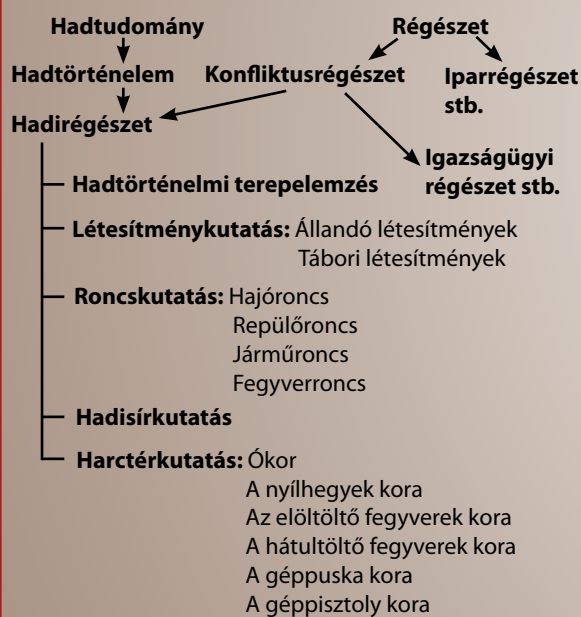 Hadtudomány Régészet
Hadtörténelem Konfliktusrégészet Iparrégészet
stb.
Hadirégészet
Igazságügyi
régészet stb.
Hadtörténelmi terepelemzés
Létesítménykutatás: Állandó létesítmények
Tábori létesítmények
Roncskutatás: Hajóroncs
Repülőroncs
Járműroncs
Fegyverroncs
Hadisírkutatás
Harctérkutatás: Ókor
A nyílhegyek kora
Az elöltöltő fegyverek kora
A hátultöltő fegyverek kora
A géppuska kora
A géppisztoly kora